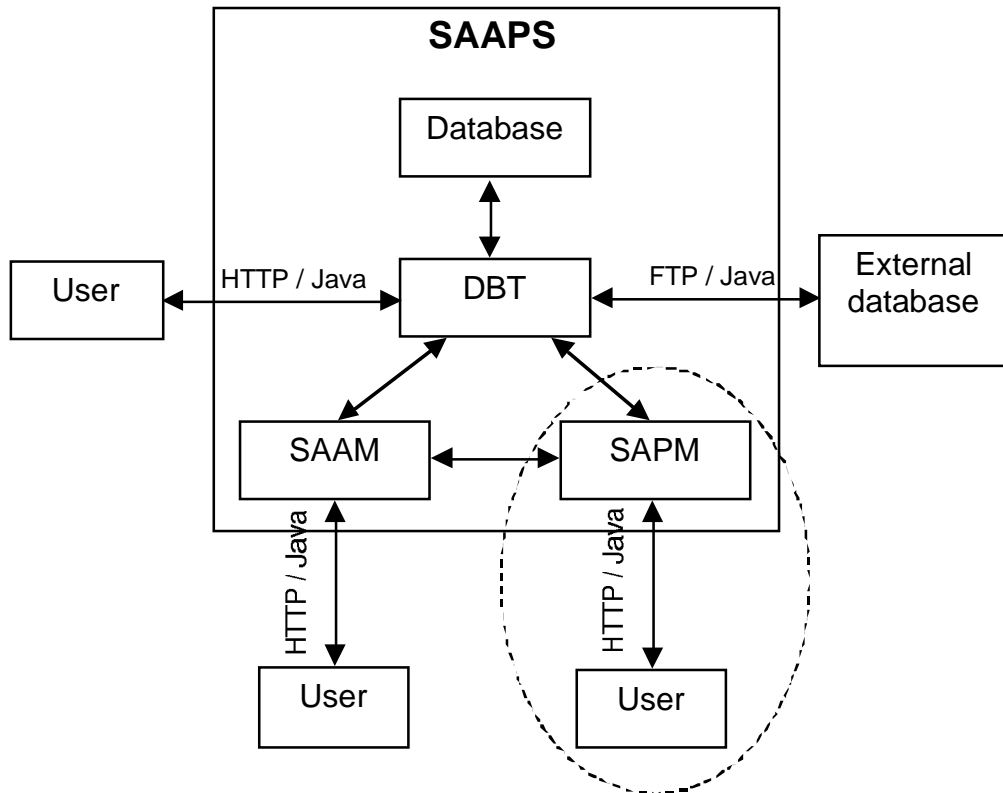 SAAPS
Database
User
HTTP / Java
DBT
FTP / Java
External
database
SAAM
SAPM
HTTP / Java
HTTP / Java
User
User